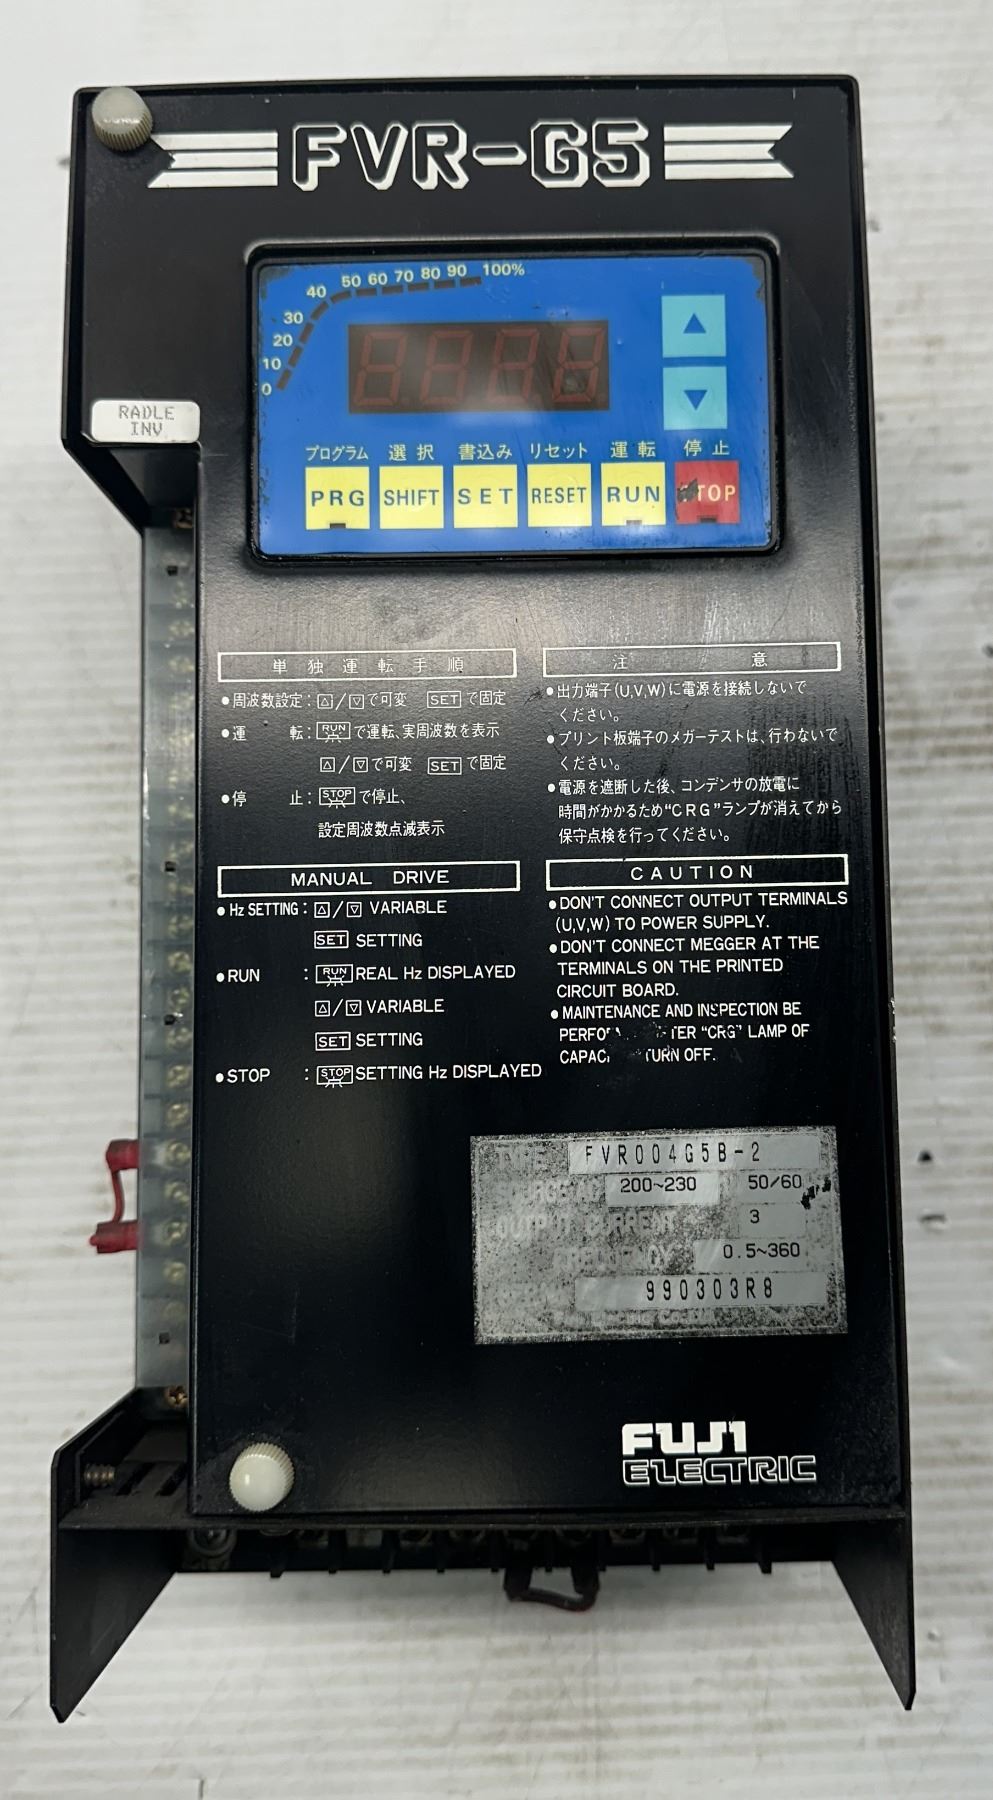 FVR-G5
0 10 20 30 40 50 60 70 80 90 100%
8.8.8.8
▲
▼
RADLE
INV
プログラム 選択 書込み リセット 運転 停止
PRG SHIFT SET RESET RUN STOP
単独運転手順
●周波数設定:△/▽で可変 SETで固定
●運転:RUNで運転、実周波数を表示
△/▽で可変 SETで固定
●停止:STOPで停止、
設定周波数点滅表示
注意
●出力端子(U,V,W)に電源を接続しないで
ください。
●プリント板端子のメガーテストは、行わないで
ください。
●電源を遮断した後、コンデンサの放電に
時間がかかるため“CRG”ランプが消えてから
保守点検を行ってください。
MANUAL DRIVE
●Hz SETTING: △/▽ VARIABLE
SET SETTING
●RUN : RUN REAL Hz DISPLAYED
△/▽ VARIABLE
SET SETTING
●STOP : STOP SETTING Hz DISPLAYED
CAUTION
●DON'T CONNECT OUTPUT TERMINALS
(U,V,W) TO POWER SUPPLY.
●DON'T CONNECT MEGGER AT THE
TERMINALS ON THE PRINTED
CIRCUIT BOARD.
●MAINTENANCE AND INSPECTION BE
“CRG” LAMP OF
TURN OFF.
TYPE FVR004G5B-2
200~230 50/60
OUTPUT CURRENT 3
FREQUENCY 0.5~360
990303R8
FUJI
ELECTRIC